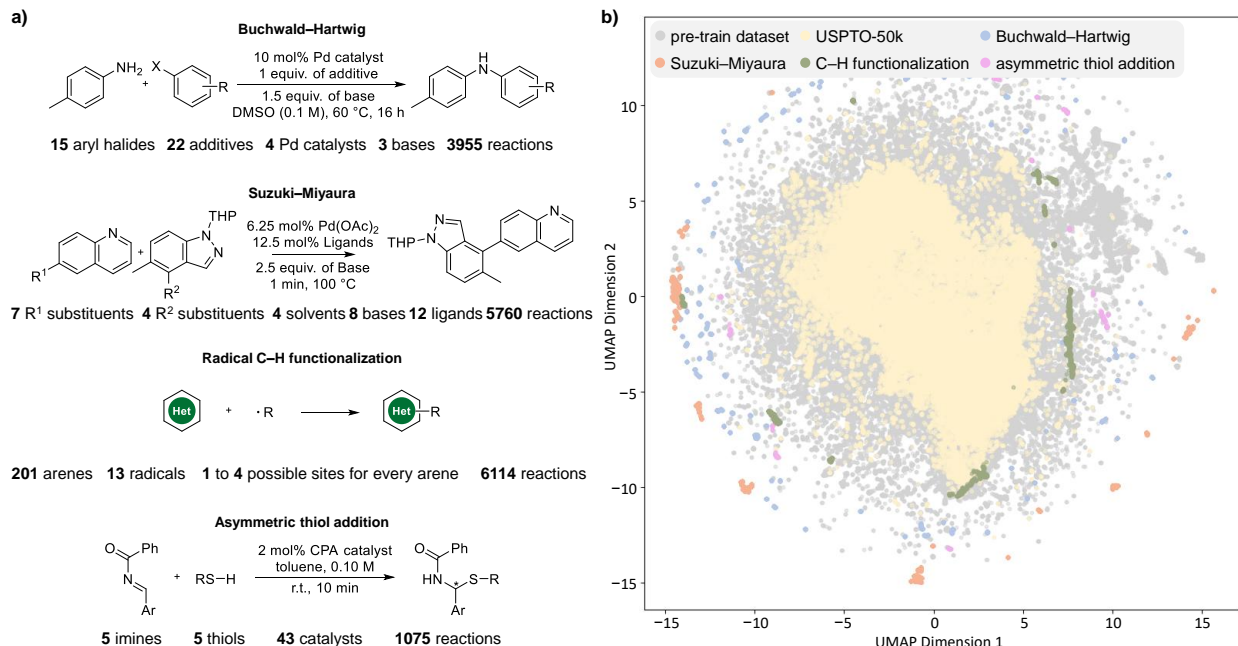 a)
Buchwald–Hartwig
NH2
X
R
+
10 mol% Pd catalyst
1 equiv. of additive
1.5 equiv. of base
DMSO (0.1 M), 60 °C, 16 h
H
N
R
15 aryl halides 22 additives 4 Pd catalysts 3 bases 3955 reactions
Suzuki–Miyaura
N
R1
+
THP
N
N
R2
6.25 mol% Pd(OAc)2
12.5 mol% Ligands
2.5 equiv. of Base
1 min, 100 °C
N
N
THP
N
7 R1 substituents 4 R2 substituents 4 solvents 8 bases 12 ligands 5760 reactions
Radical C–H functionalization
Het
+
· R
Het
R
201 arenes 13 radicals 1 to 4 possible sites for every arene 6114 reactions
Asymmetric thiol addition
O
Ph
N
Ar
+
RS–H
2 mol% CPA catalyst
toluene, 0.10 M
r.t., 10 min
O
Ph
HN
S–R
*
Ar
5 imines 5 thiols 43 catalysts 1075 reactions
b)
pre-train dataset USPTO-50k Buchwald–Hartwig
Suzuki–Miyaura C–H functionalization asymmetric thiol addition
10
5
0
−5
−10
−15
UMAP Dimension 2
−15 −10 −5 0 5 10 15
UMAP Dimension 1